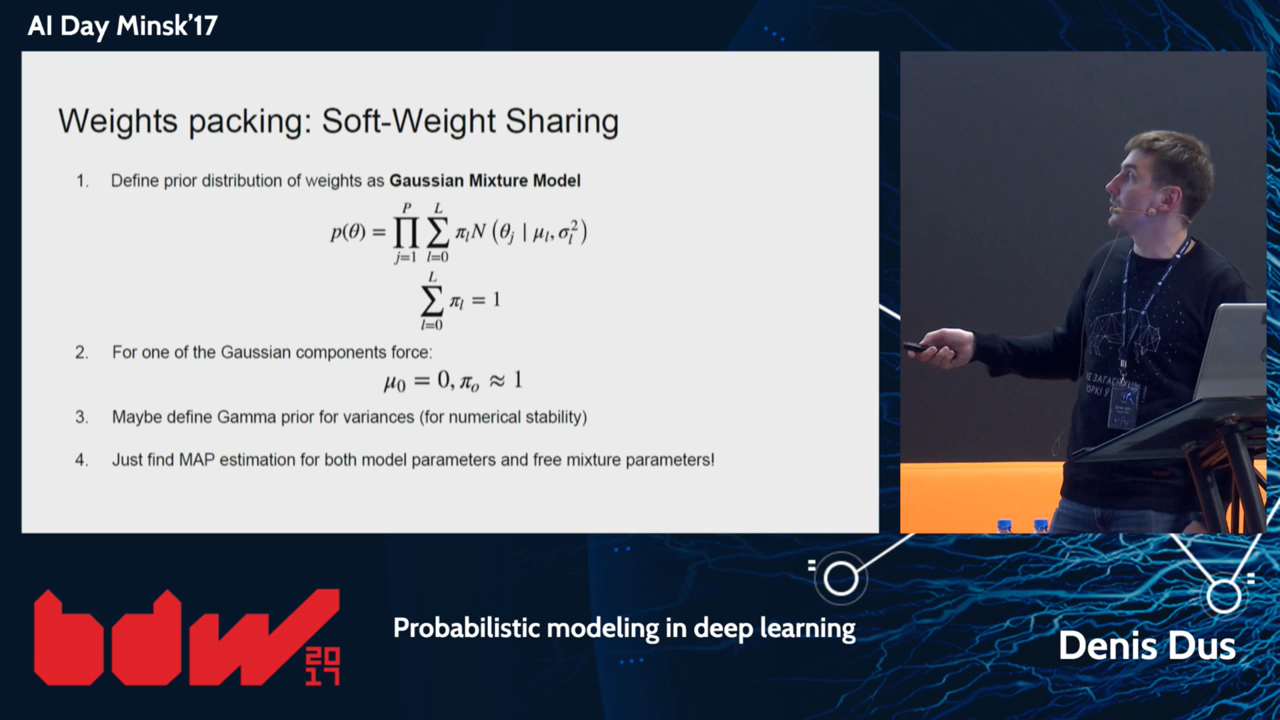 AI Day Minsk'17
Weights packing: Soft-Weight Sharing
1. Define prior distribution of weights as Gaussian Mixture Model
p(θ) = ∏_{j=1}^{P} ∑_{l=0}^{L} π_l N (θ_j | μ_l, σ_l^2)
∑_{l=0}^{L} π_l = 1
2. For one of the Gaussian components force:
μ_0 = 0, π_o ≈ 1
3. Maybe define Gamma prior for variances (for numerical stability)
4. Just find MAP estimation for both model parameters and free mixture parameters!
bdw
20
17
Probabilistic modeling in deep learning
Denis Dus